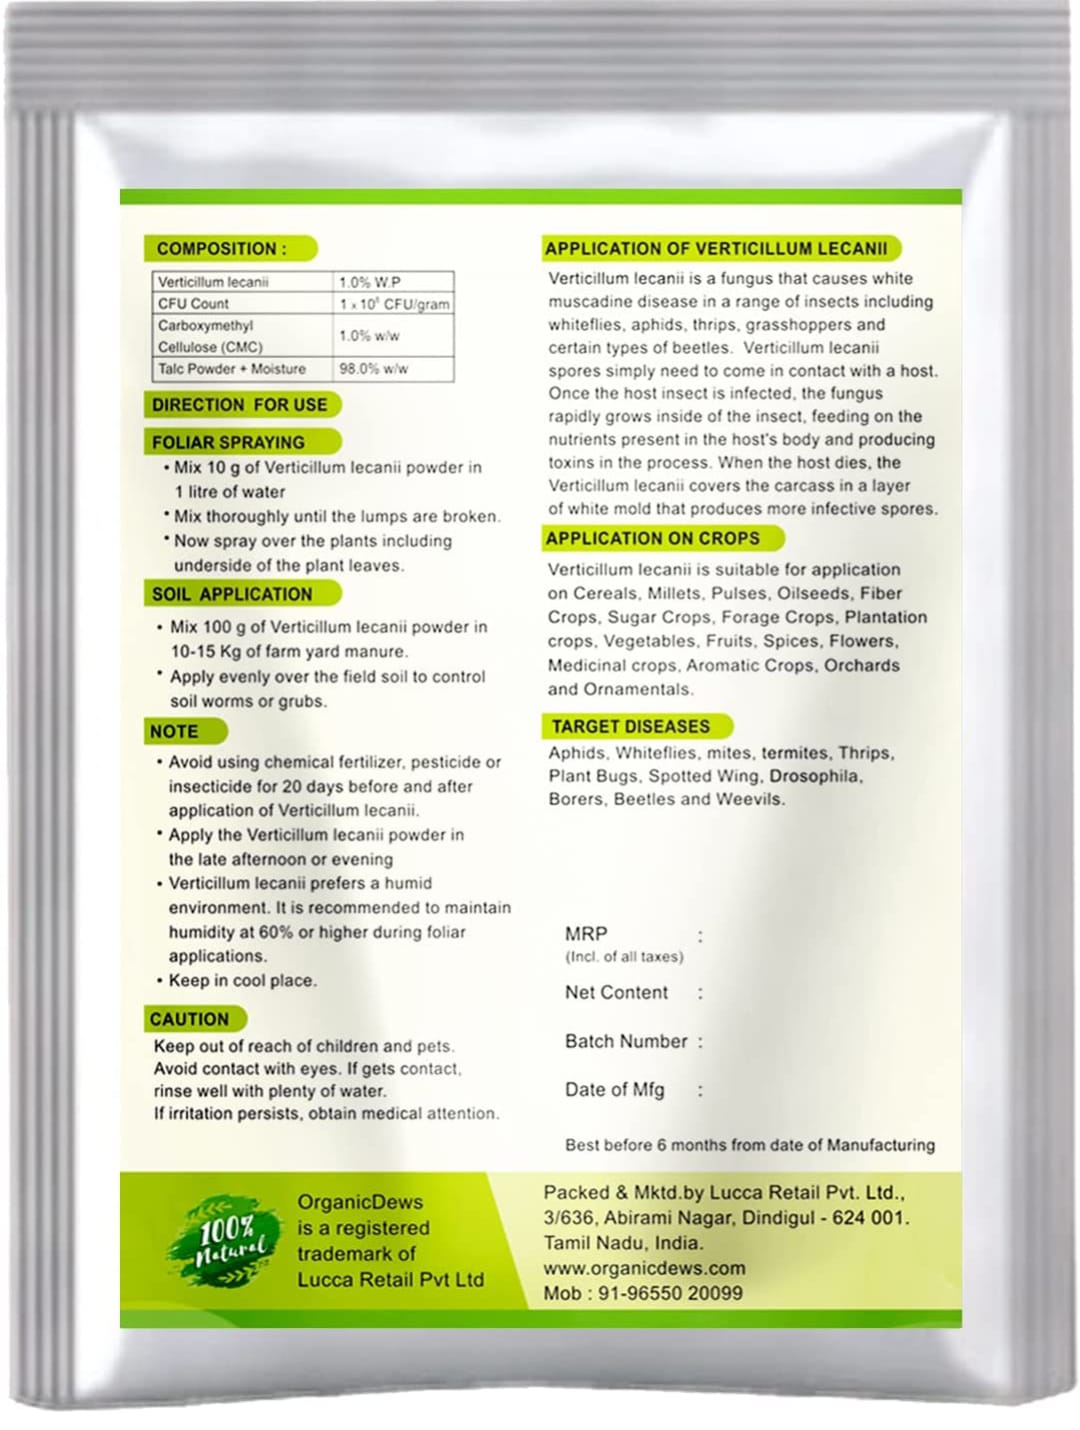 COMPOSITION :
Verticillum lecanii 1.0% W.P
CFU Count 1 x 10⁸ CFU/gram
Carboxymethyl
Cellulose (CMC) 1.0% w/w
Talc Powder + Moisture 98.0% w/w
DIRECTION FOR USE
FOLIAR SPRAYING
• Mix 10 g of Verticillum lecanii powder in
1 litre of water
• Mix thoroughly until the lumps are broken.
• Now spray over the plants including
underside of the plant leaves.
SOIL APPLICATION
• Mix 100 g of Verticillum lecanii powder in
10-15 Kg of farm yard manure.
• Apply evenly over the field soil to control
soil worms or grubs.
NOTE
• Avoid using chemical fertilizer, pesticide or
insecticide for 20 days before and after
application of Verticillum lecanii.
• Apply the Verticillum lecanii powder in
the late afternoon or evening
• Verticillum lecanii prefers a humid
environment. It is recommended to maintain
humidity at 60% or higher during foliar
applications.
• Keep in cool place.
CAUTION
Keep out of reach of children and pets.
Avoid contact with eyes. If gets contact,
rinse well with plenty of water.
If irritation persists, obtain medical attention.
APPLICATION OF VERTICILLUM LECANII
Verticillum lecanii is a fungus that causes white
muscadine disease in a range of insects including
whiteflies, aphids, thrips, grasshoppers and
certain types of beetles. Verticillum lecanii
spores simply need to come in contact with a host.
Once the host insect is infected, the fungus
rapidly grows inside of the insect, feeding on the
nutrients present in the host's body and producing
toxins in the process. When the host dies, the
Verticillum lecanii covers the carcass in a layer
of white mold that produces more infective spores.
APPLICATION ON CROPS
Verticillum lecanii is suitable for application
on Cereals, Millets, Pulses, Oilseeds, Fiber
Crops, Sugar Crops, Forage Crops, Plantation
crops, Vegetables, Fruits, Spices, Flowers,
Medicinal crops, Aromatic Crops, Orchards
and Ornamentals.
TARGET DISEASES
Aphids, Whiteflies, mites, termites, Thrips,
Plant Bugs, Spotted Wing, Drosophila,
Borers, Beetles and Weevils.
MRP :
(Incl. of all taxes)
Net Content :
Batch Number :
Date of Mfg :
Best before 6 months from date of Manufacturing
100%
Natural
OrganicDews
is a registered
trademark of
Lucca Retail Pvt Ltd
Packed & Mktd.by Lucca Retail Pvt. Ltd.,
3/636, Abirami Nagar, Dindigul - 624 001.
Tamil Nadu, India.
www.organicdews.com
Mob : 91-96550 20099